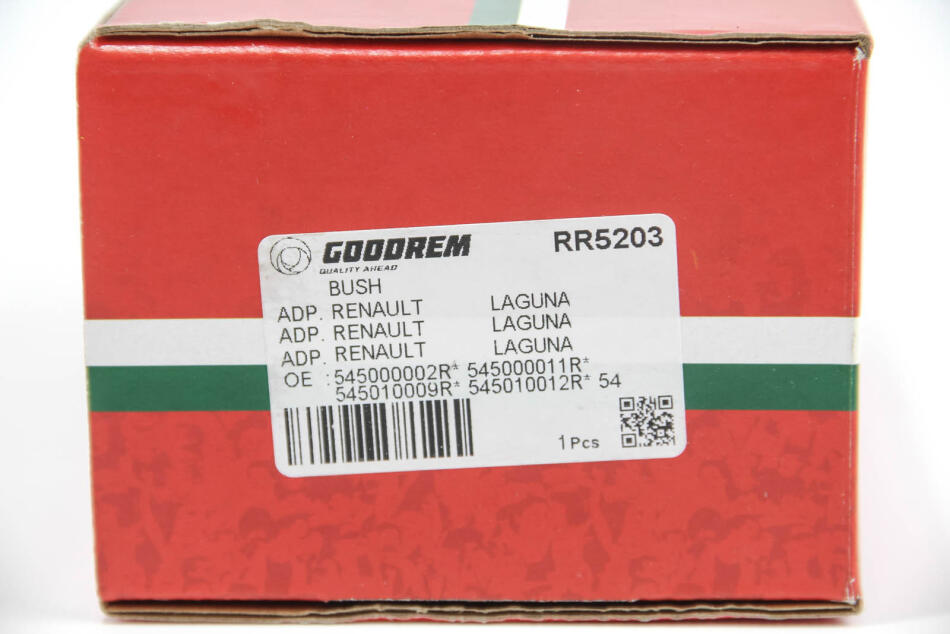 GOODREM RR5203
QUALITY AHEAD
BUSH
ADP. RENAULT LAGUNA
ADP. RENAULT LAGUNA
ADP. RENAULT LAGUNA
OE :545000002R* 545000011R*
545010009R* 545010012R* 54
1 Pcs